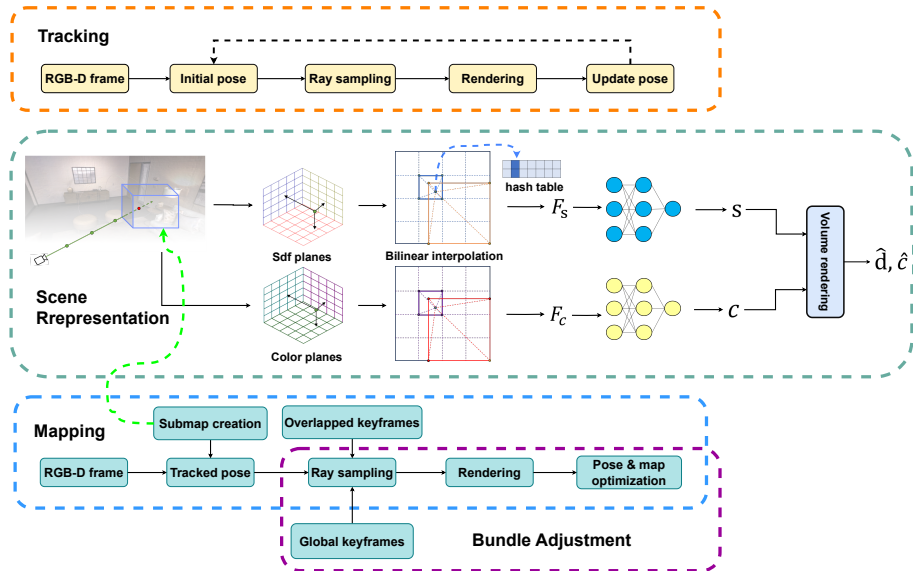 Tracking
RGB-D frame
Initial pose
Ray sampling
Rendering
Update pose
hash table
Sdf planes
Bilinear interpolation
Fs
s
Scene
Rrepresentation
Color planes
Fc
c
Volume rendering
d̂, ĉ
Mapping
Submap creation
Overlapped keyframes
RGB-D frame
Tracked pose
Ray sampling
Rendering
Pose & map
optimization
Global keyframes
Bundle Adjustment